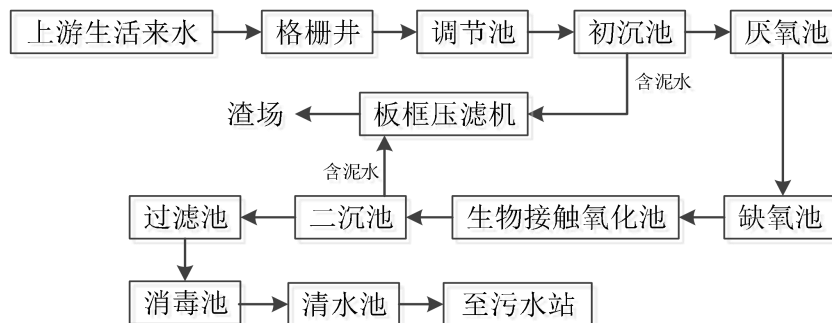 上游生活来水
格栅井
调节池
初沉池
厌氧池
含泥水
渣场
板框压滤机
含泥水
过滤池
二沉池
生物接触氧化池
缺氧池
消毒池
清水池
至污水站